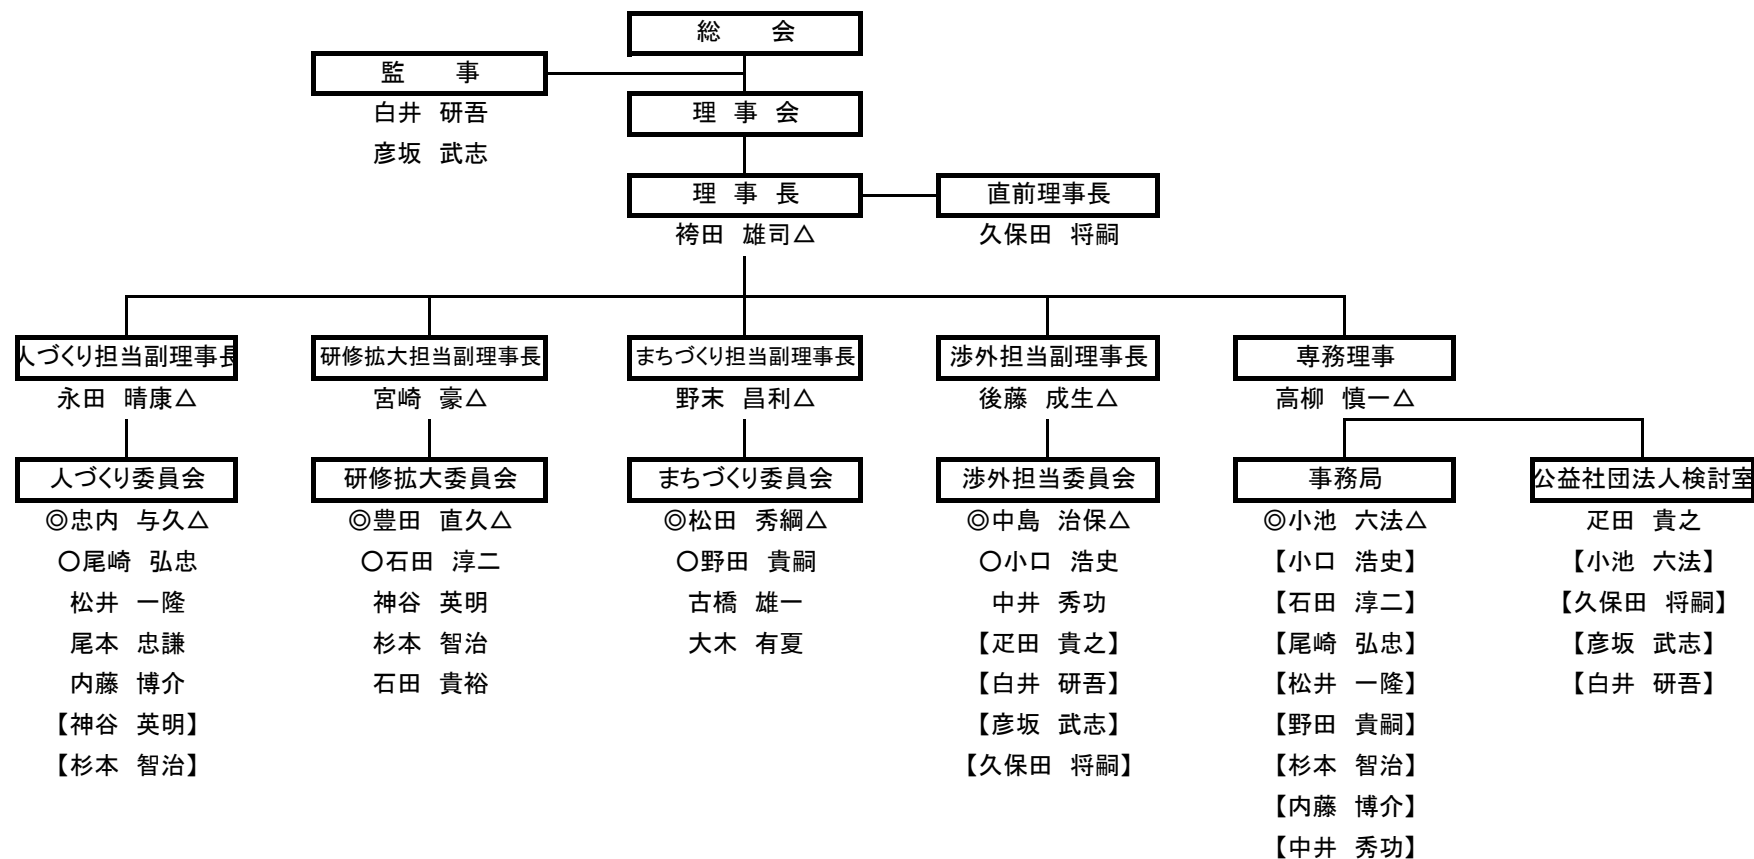 総　会
監　事
白井 研吾
彦坂 武志
理 事 会
理 事 長
袴田 雄司△
直前理事長
久保田 将嗣
人づくり担当副理事長
永田 晴康△
研修拡大担当副理事長
宮崎 豪△
まちづくり担当副理事長
野末 昌利△
渉外担当副理事長
後藤 成生△
専務理事
高柳 慎一△
人づくり委員会
◎忠内 与久△
〇尾崎 弘忠
松井 一隆
尾本 忠謙
内藤 博介
【神谷 英明】
【杉本 智治】
研修拡大委員会
◎豊田 直久△
〇石田 淳二
神谷 英明
杉本 智治
石田 貴裕
まちづくり委員会
◎松田 秀綱△
〇野田 貴嗣
古橋 雄一
大木 有夏
渉外担当委員会
◎中島 治保△
〇小口 浩史
中井 秀功
【疋田 貴之】
【白井 研吾】
【彦坂 武志】
【久保田 将嗣】
事務局
◎小池 六法△
【小口 浩史】
【石田 淳二】
【尾崎 弘忠】
【松井 一隆】
【野田 貴嗣】
【杉本 智治】
【内藤 博介】
【中井 秀功】
公益社団法人検討室
疋田 貴之
【小池 六法】
【久保田 将嗣】
【彦坂 武志】
【白井 研吾】